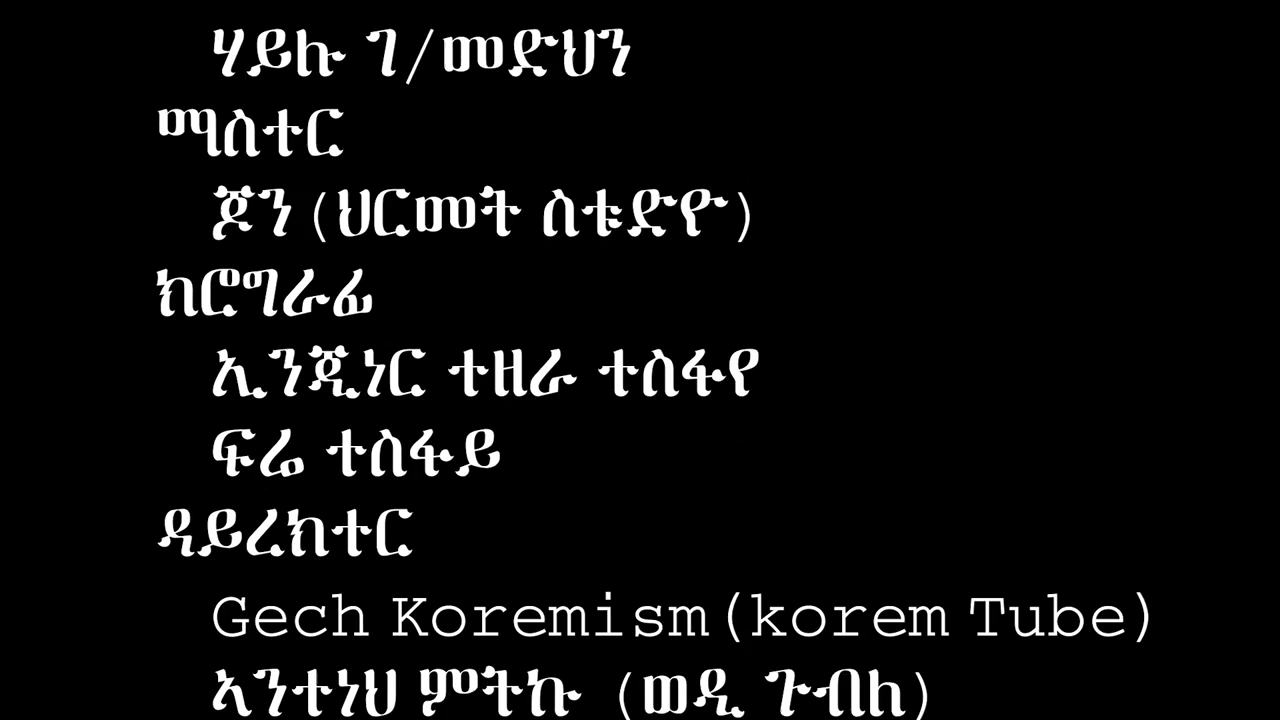 ሃይሉ ገ/መድህን
ማስተር
ጆን(ህርመት ስቱድዮ)
ክሮግራፊ
ኢንጂነር ተዘራ ተስፋየ
ፍሬ ተስፋይ
ዳይረክተር
Gech Koremism(korem Tube)
ኣንተነህ ምትኩ (ወዲ ጉብለ)